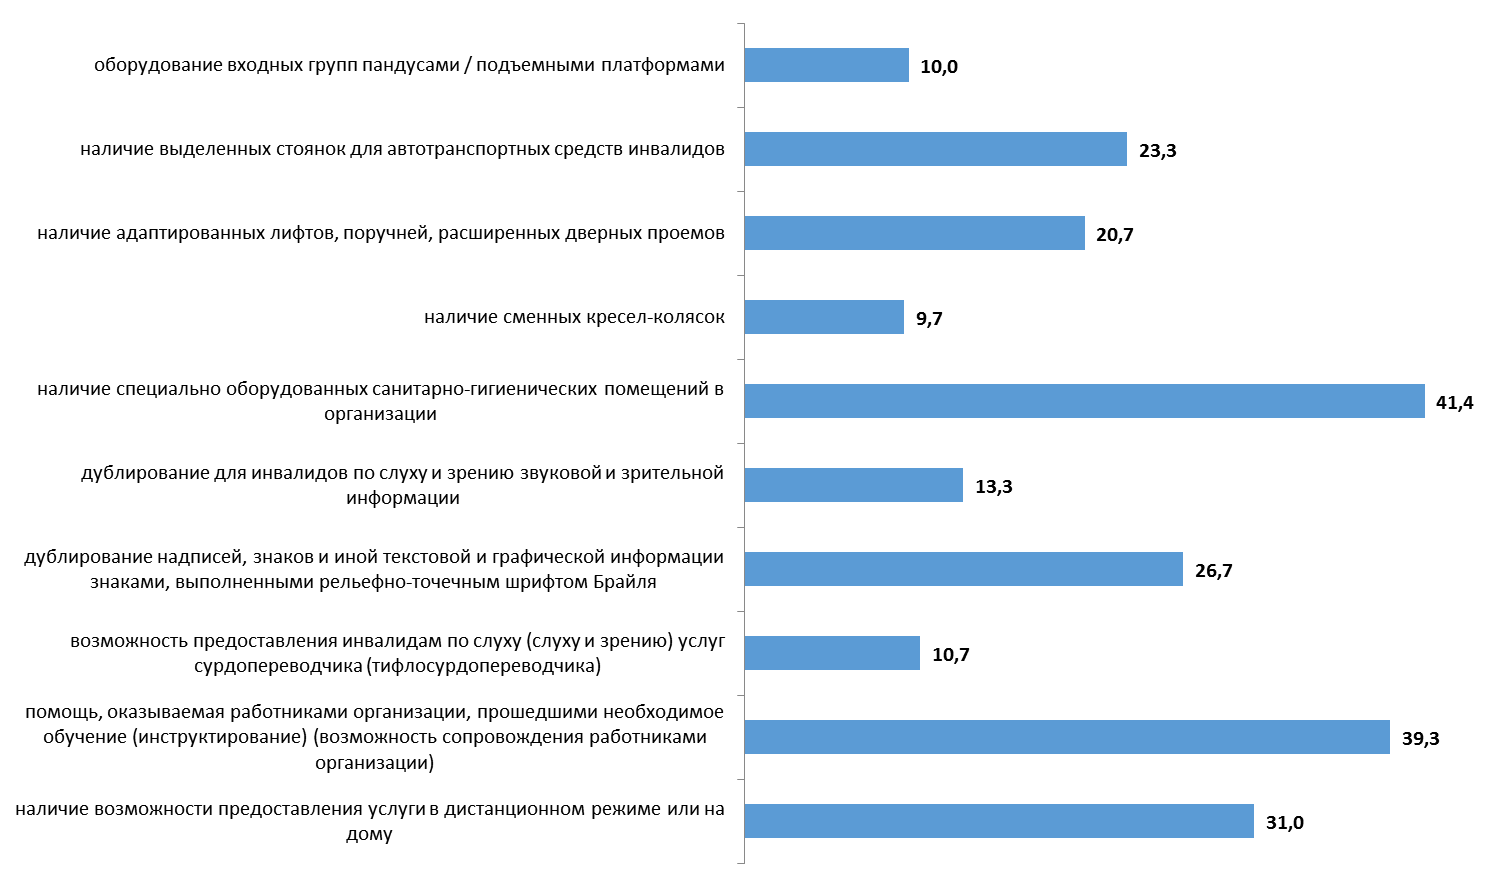 оборудование входных групп пандусами / подъемными платформами
10,0
наличие выделенных стоянок для автотранспортных средств инвалидов
23,3
наличие адаптированных лифтов, поручней, расширенных дверных проемов
20,7
наличие сменных кресел-колясок
9,7
наличие специально оборудованных санитарно-гигиенических помещений в
организации
41,4
дублирование для инвалидов по слуху и зрению звуковой и зрительной
информации
13,3
дублирование надписей, знаков и иной текстовой и графической информации
знаками, выполненными рельефно-точечным шрифтом Брайля
26,7
возможность предоставления инвалидам по слуху (слуху и зрению) услуг
сурдопереводчика (тифлосурдопереводчика)
10,7
помощь, оказываемая работниками организации, прошедшими необходимое
обучение (инструктирование) (возможность сопровождения работниками
организации)
39,3
наличие возможности предоставления услуги в дистанционном режиме или на
дому
31,0